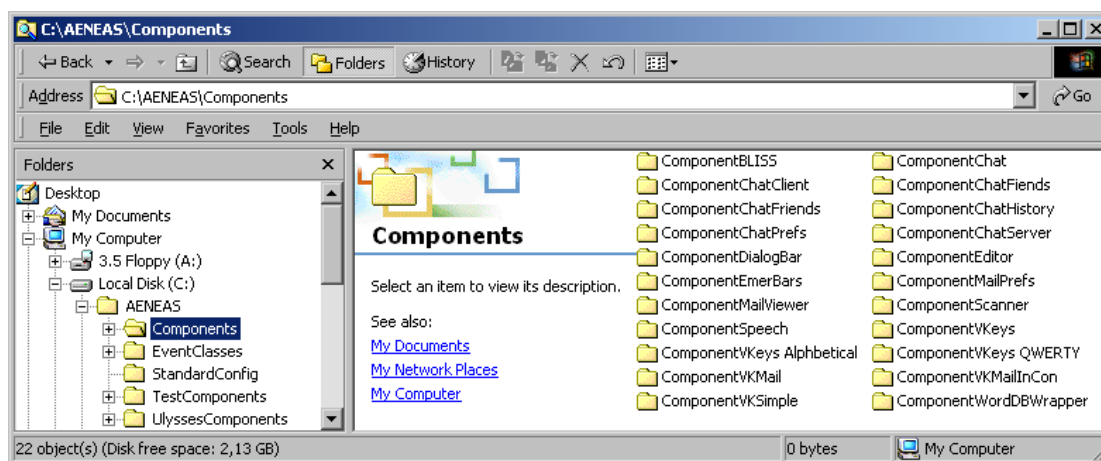 C:\AENEAS\Components
Back Search Folders History
Address C:\AENEAS\Components Go
File Edit View Favorites Tools Help
Folders
Desktop
My Documents
My Computer
3.5 Floppy (A:)
Local Disk (C:)
AENEAS
Components
EventClasses
StandardConfig
TestComponents
UlyssesComponents
Components
Select an item to view its description.
See also:
My Documents
My Network Places
My Computer
ComponentBLISS ComponentChat
ComponentChatClient ComponentChatFiends
ComponentChatFriends ComponentChatHistory
ComponentChatPrefs ComponentChatServer
ComponentDialogBar ComponentEditor
ComponentEmerBars ComponentMailPrefs
ComponentMailViewer ComponentScanner
ComponentSpeech ComponentVKeys
ComponentVKeys Alphbetical ComponentVKeys QWERTY
ComponentVKMail ComponentVKMailInCon
ComponentVKSimple ComponentWordDBWrapper
22 object(s) (Disk free space: 2,13 GB) 0 bytes My Computer